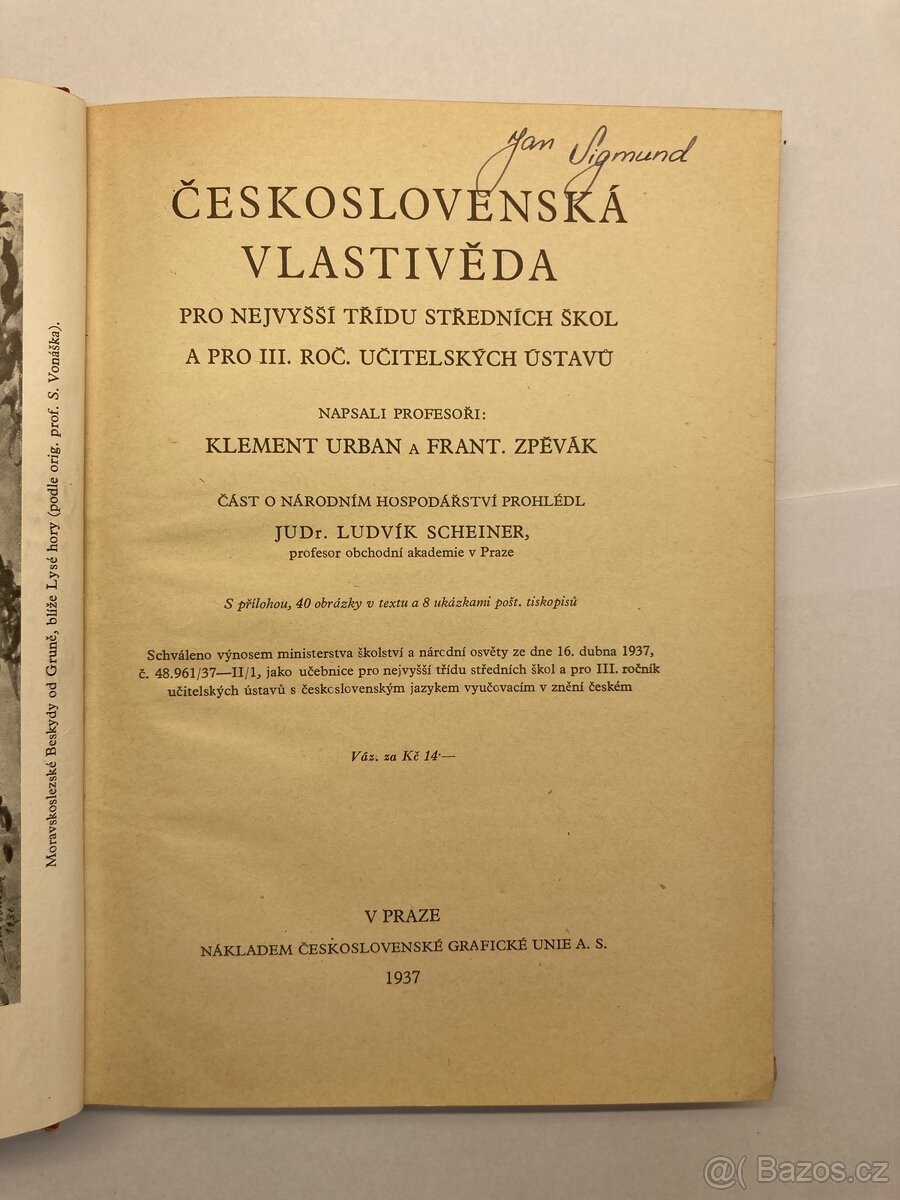 Moravskoslezské Beskydy od Gruně, blíže Lysé hory (podle orig. prof. S. Vonáška).
1936
Jan Sigmund
ČESKOSLOVENSKÁ
VLASTIVĚDA
PRO NEJVYŠŠÍ TŘÍDU STŘEDNÍCH ŠKOL
A PRO III. ROČ. UČITELSKÝCH ÚSTAVŮ
NAPSALI PROFESOŘI:
KLEMENT URBAN A FRANT. ZPĚVÁK
ČÁST O NÁRODNÍM HOSPODÁŘSTVÍ PROHLÉDL
JUDr. LUDVÍK SCHEINER,
profesor obchodní akademie v Praze
S přílohou, 40 obrázky v textu a 8 ukázkami pošt. tiskopisů
Schváleno výnosem ministerstva školství a národní osvěty ze dne 16. dubna 1937,
č. 48.961/37—II/1, jako učebnice pro nejvyšší třídu středních škol a pro III. ročník
učitelských ústavů s československým jazykem vyučovacím v znění českém
Váz. za Kč 14·—
V PRAZE
NÁKLADEM ČESKOSLOVENSKÉ GRAFICKÉ UNIE A. S.
1937
@( Bazos.cz